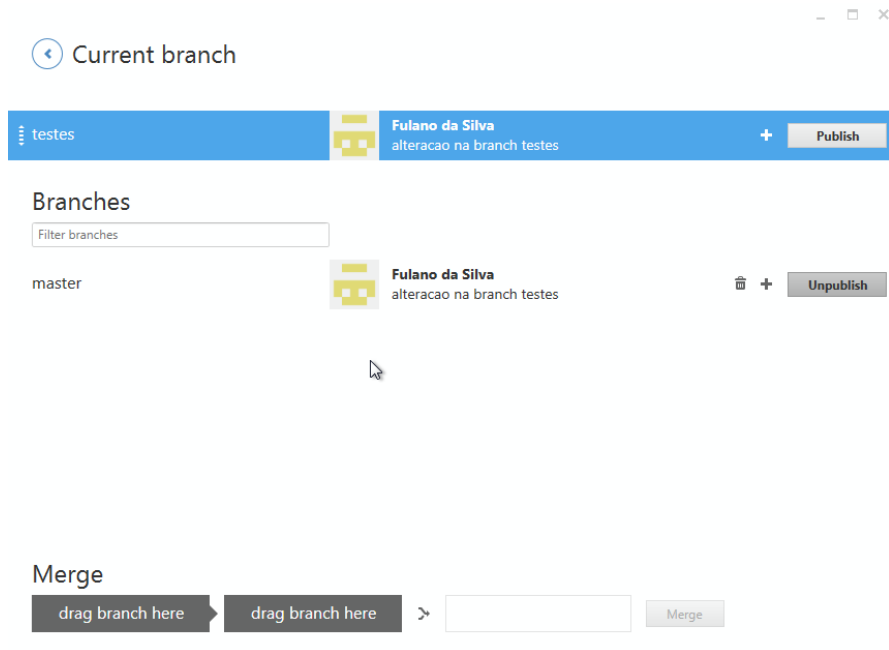 Current branch
testes
Fulano da Silva
alteracao na branch testes
Publish
Branches
Filter branches
master
Fulano da Silva
alteracao na branch testes
Unpublish
Merge
drag branch here
drag branch here
Merge